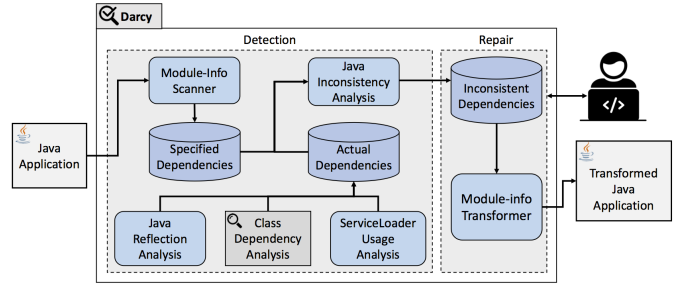 Darcy
Detection
Repair
Module-Info
Scanner
Java
Inconsistency
Analysis
Inconsistent
Dependencies
Java
Application
Specified
Dependencies
Actual
Dependencies
Java
Reflection
Analysis
Class
Dependency
Analysis
ServiceLoader
Usage
Analysis
Module-info
Transformer
Transformed
Java
Application